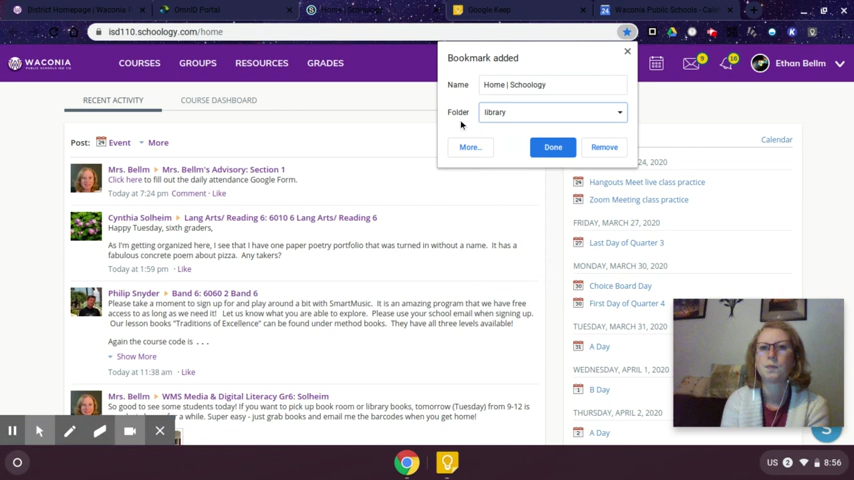 District Homepage | Waconia
OmniD Portal
Home | Schoology
Google Keep
Waconia Public Schools - Cale
isd110.schoology.com/home
WACONIA
PUBLIC SCHOOLS ISD 110
COURSES
GROUPS
RESOURCES
GRADES
9
18
Ethan Bellm
Bookmark added
Name
Home | Schoology
Folder
library
More...
Done
Remove
RECENT ACTIVITY
COURSE DASHBOARD
Post:
Event
More
Calendar
Mrs. Bellm
Mrs. Bellm's Advisory: Section 1
Click here to fill out the daily attendance Google Form.
Today at 7:24 pm Comment · Like
Cynthia Solheim
Lang Arts/ Reading 6: 6010 6 Lang Arts/ Reading 6
Happy Tuesday, sixth graders,
As I'm getting organized here, I see that I have one paper poetry portfolio that was turned in without a name. It has a
fabulous concrete poem about pizza. Any takers?
Today at 1:59 pm · Like
Philip Snyder
Band 6: 6060 2 Band 6
Please take a moment to sign up for and play around a bit with SmartMusic. It is an amazing program that we have free
access to as long as we need it! Let us know what you are able to explore. Please use your school email when signing up.
Our lesson books "Traditions of Excellence" can be found under method books. They have all three levels available!
Again the course code is . . .
Show More
Today at 11:38 am · Like
Mrs. Bellm
WMS Media & Digital Literacy Gr6: Solheim
So good to see some students today! If you want to pick up book room or library books, tomorrow (Tuesday) from 9-12 is
24, 2020
Hangouts Meet live class practice
Zoom Meeting class practice
FRIDAY, MARCH 27, 2020
Last Day of Quarter 3
MONDAY, MARCH 30, 2020
Choice Board Day
First Day of Quarter 4
TUESDAY, MARCH 31, 2020
A Day
WEDNESDAY, APRIL 1, 2020
B Day
THURSDAY, APRIL 2, 2020
A Day
for a while. Super easy - just grab books and email me the barcodes when you get home!
US
2
8:56